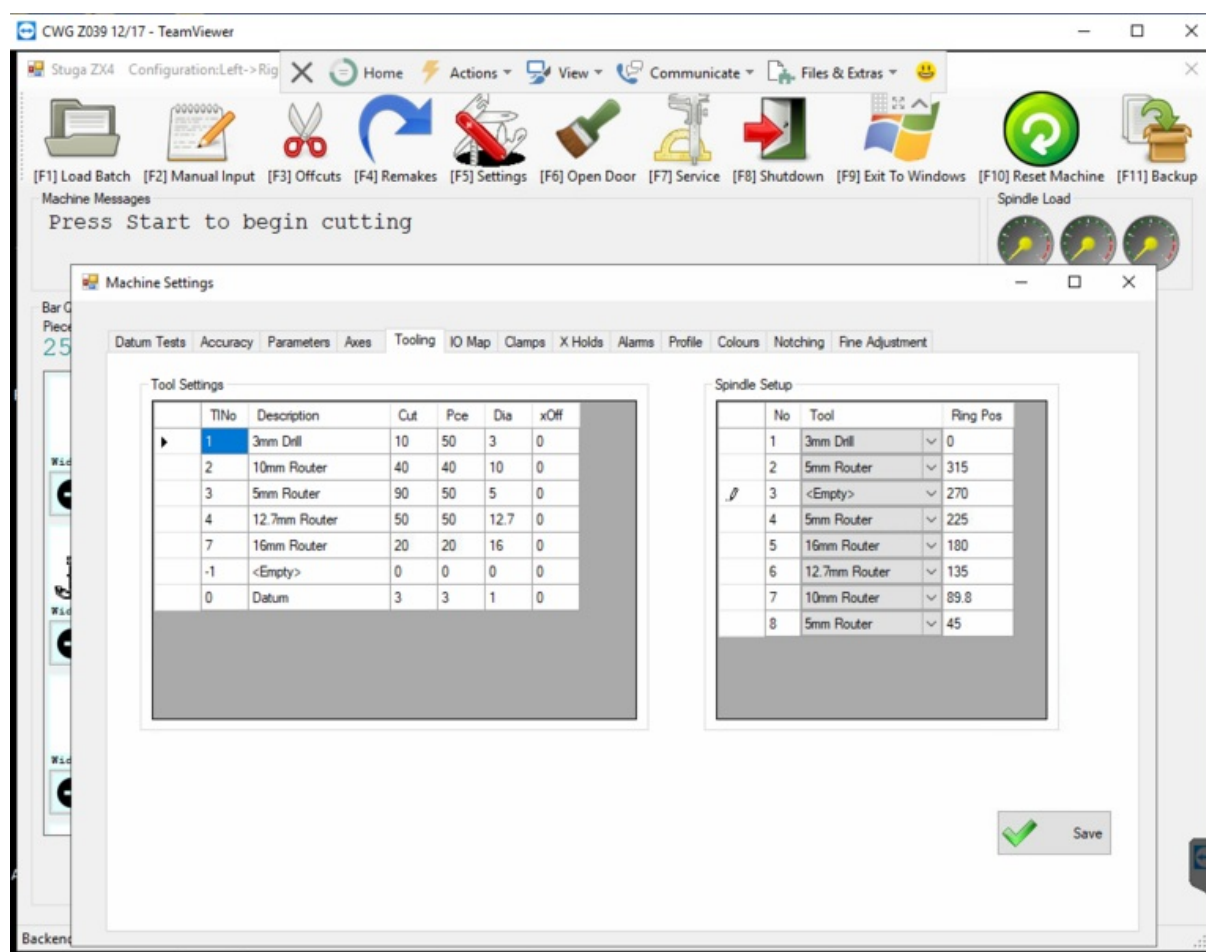 CWG Z039 12/17 - TeamViewer
Stuga ZX4 Configuration:Left->Rig
Home Actions View Communicate Files & Extras
[F1] Load Batch [F2] Manual Input [F3] Offcuts [F4] Remakes [F5] Settings [F6] Open Door [F7] Service [F8] Shutdown [F9] Exit To Windows [F10] Reset Machine [F11] Backup
Machine Messages Spindle Load
Press Start to begin cutting
Machine Settings
Bar Q
Piece
25
Datum Tests Accuracy Parameters Axes Tooling IO Map Clamps X Holds Alarms Profile Colours Notching Fine Adjustment
Tool Settings Spindle Setup
TlNo Description Cut Pce Dia xOff No Tool Ring Pos
1 3mm Drill 10 50 3 0 1 3mm Drill 0
2 10mm Router 40 40 10 0 2 5mm Router 315
3 5mm Router 90 50 5 0 3 <Empty> 270
4 12.7mm Router 50 50 12.7 0 4 5mm Router 225
7 16mm Router 20 20 16 0 5 16mm Router 180
-1 <Empty> 0 0 0 0 6 12.7mm Router 135
0 Datum 3 3 1 0 7 10mm Router 89.8
8 5mm Router 45
Wid
Wid
Wid
Save
Backend